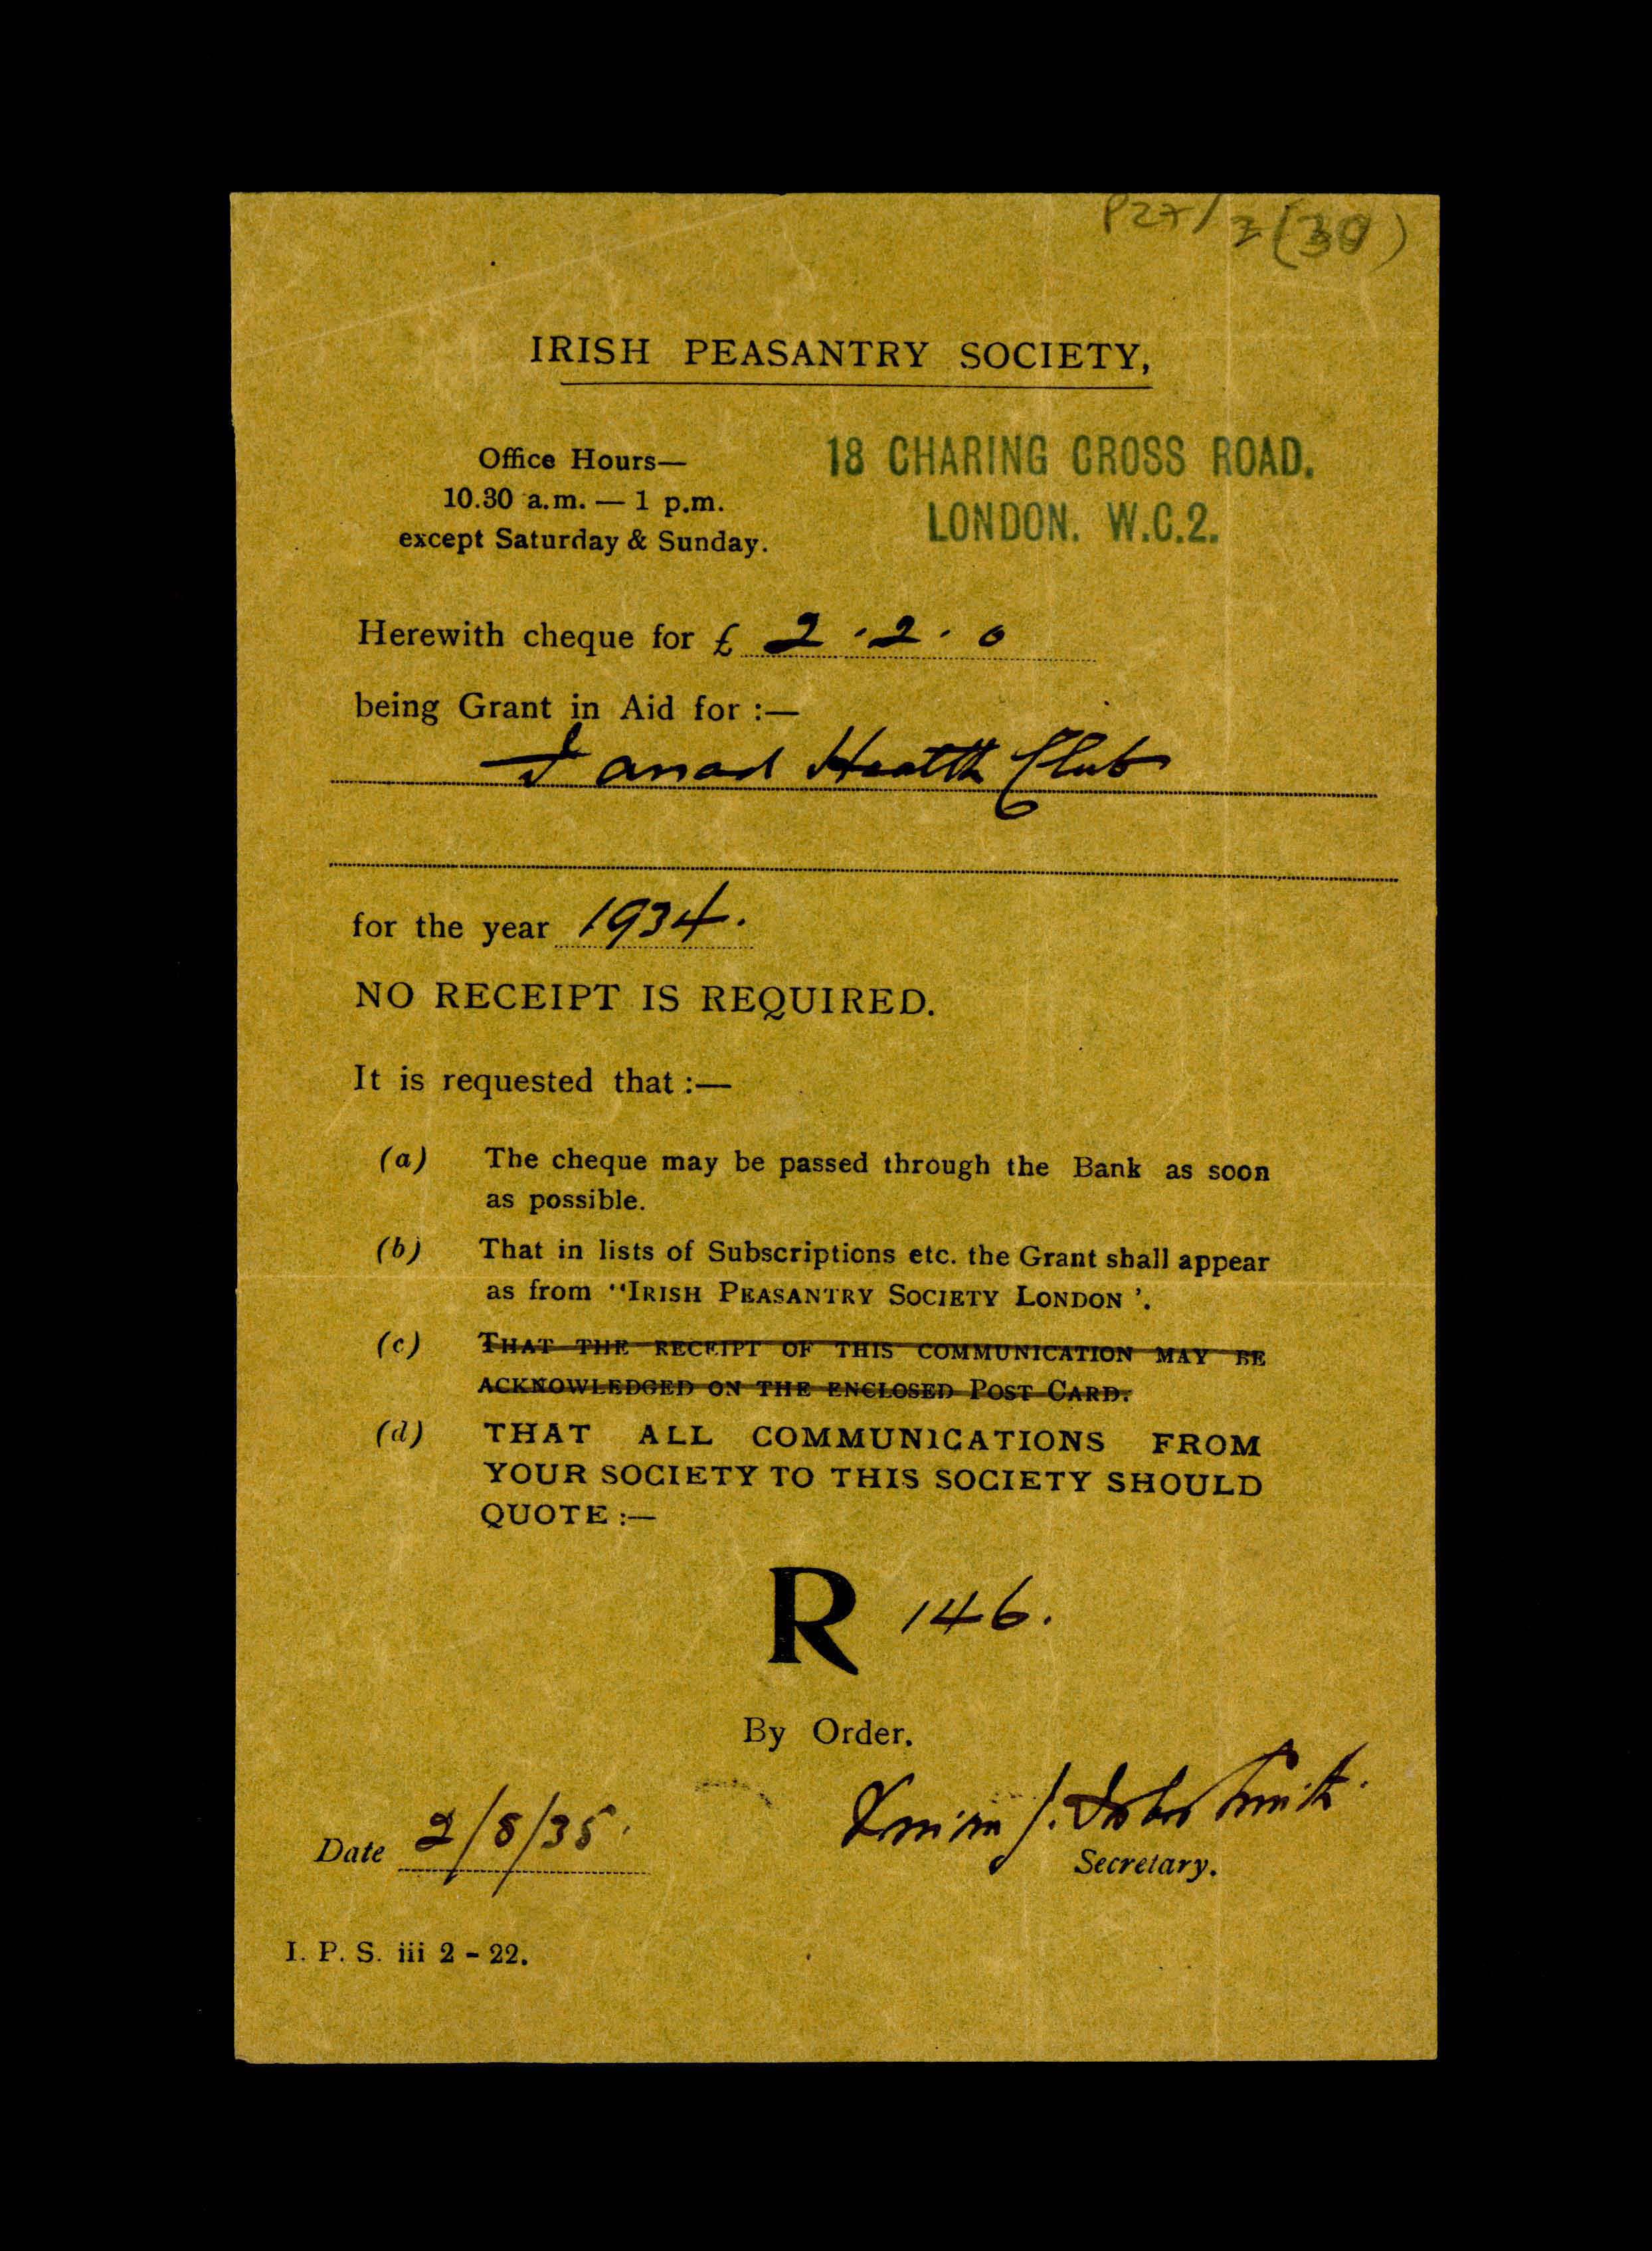 P27/2(30)
IRISH PEASANTRY SOCIETY,
Office Hours—
10.30 a.m. — 1 p.m.
except Saturday & Sunday.
18 CHARING CROSS ROAD.
LONDON. W.C.2.
Herewith cheque for £ 2.2.0
being Grant in Aid for :—
Fanad Health Club
for the year 1934.
NO RECEIPT IS REQUIRED.
It is requested that :—
(a) The cheque may be passed through the Bank as soon
as possible.
(b) That in lists of Subscriptions etc. the Grant shall appear
as from "IRISH PEASANTRY SOCIETY LONDON '.
(c) THAT THE RECEIPT OF THIS COMMUNICATION MAY BE
ACKNOWLEDGED ON THE ENCLOSED POST CARD.
(d) THAT ALL COMMUNICATIONS FROM
YOUR SOCIETY TO THIS SOCIETY SHOULD
QUOTE :—
R 146.
By Order.
Smith.
Date 2/8/35.
Secretary.
I. P. S. iii 2 - 22.